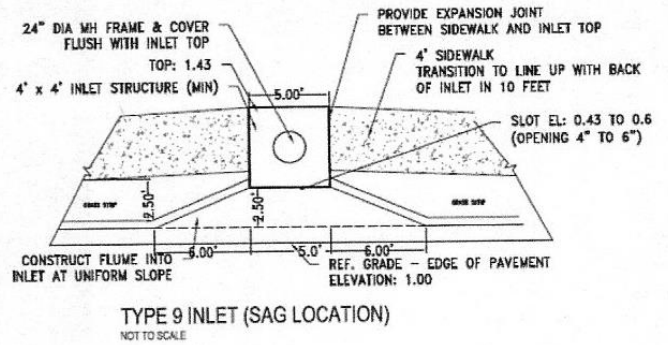 24" DIA MH FRAME & COVER
FLUSH WITH INLET TOP
TOP: 1.43
4' x 4' INLET STRUCTURE (MIN)
PROVIDE EXPANSION JOINT
BETWEEN SIDEWALK AND INLET TOP
4' SIDEWALK
TRANSITION TO LINE UP WITH BACK
OF INLET IN 10 FEET
5.00'
SLOT EL: 0.43 TO 0.6
(OPENING 4" TO 6")
GRASS STRIP
2.50'
2.50'
GRASS STRIP
6.00'
5.0'
6.00'
CONSTRUCT FLUME INTO
INLET AT UNIFORM SLOPE
REF. GRADE - EDGE OF PAVEMENT
ELEVATION: 1.00
TYPE 9 INLET (SAG LOCATION)
NOT TO SCALE